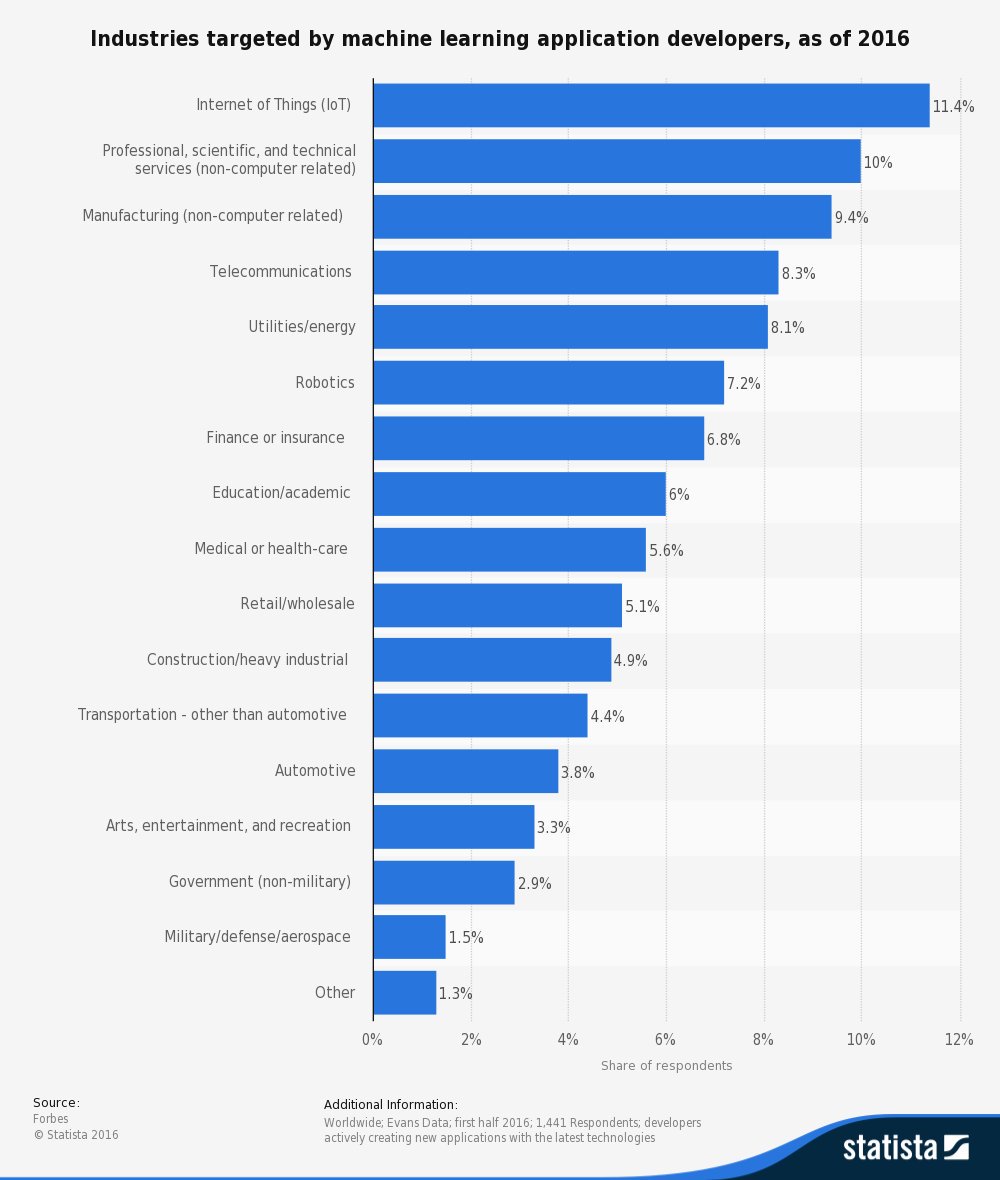 Industries targeted by machine learning application developers, as of 2016
Internet of Things (IoT)
11.4%
Professional, scientific, and technical
services (non-computer related)
10%
Manufacturing (non-computer related)
9.4%
Telecommunications
8.3%
Utilities/energy
8.1%
Robotics
7.2%
Finance or insurance
6.8%
Education/academic
6%
Medical or health-care
5.6%
Retail/wholesale
5.1%
Construction/heavy industrial
4.9%
Transportation - other than automotive
4.4%
Automotive
3.8%
Arts, entertainment, and recreation
3.3%
Government (non-military)
2.9%
Military/defense/aerospace
1.5%
Other
1.3%
0% 2% 4% 6% 8% 10% 12%
Share of respondents
Source:
Forbes
© Statista 2016
Additional Information:
Worldwide; Evans Data; first half 2016; 1,441 Respondents; developers
actively creating new applications with the latest technologies
statista